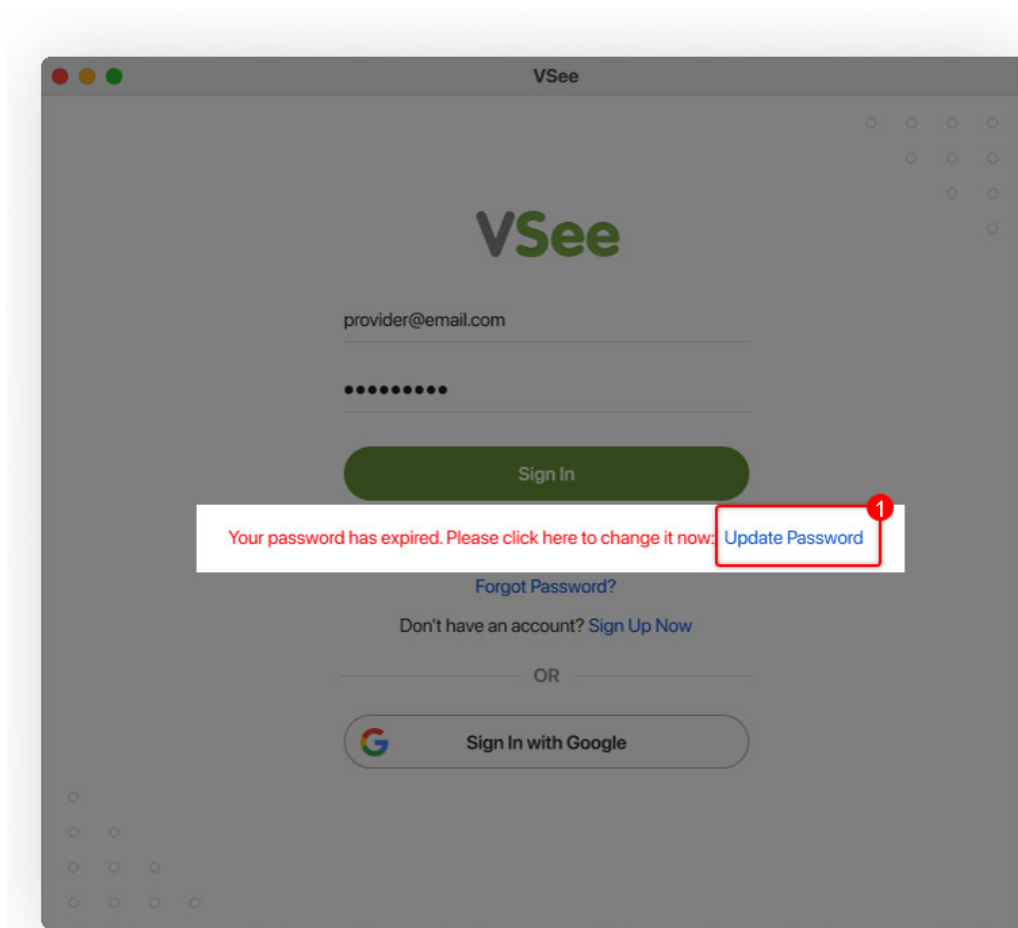 VSee
VSee
provider@email.com
•••••••••
Sign In
1
Your password has expired. Please click here to change it now: Update Password
Forgot Password?
Don't have an account? Sign Up Now
OR
Sign In with Google